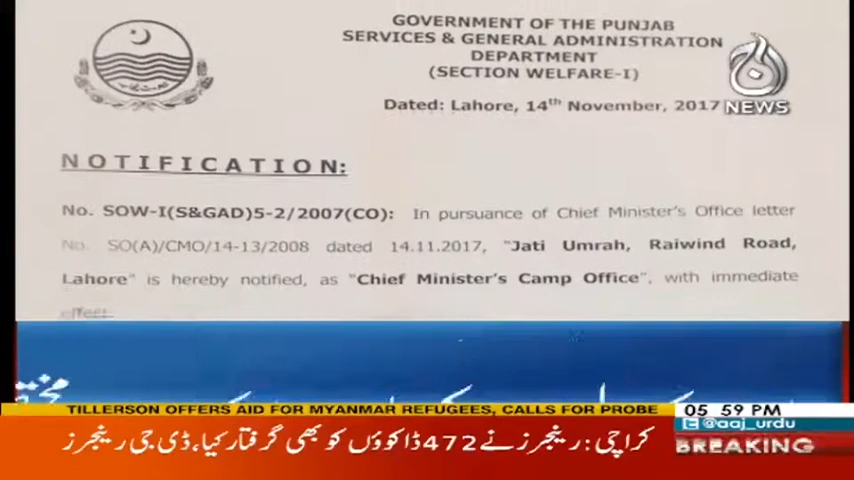 GOVERNMENT OF THE PUNJAB
SERVICES & GENERAL ADMINISTRATION
DEPARTMENT
(SECTION WELFARE-I)
Dated: Lahore, 14th November, 2017
NEWS
NOTIFICATION:
No. SOW-I(S&GAD)5-2/2007(CO): In pursuance of Chief Minister's Office letter
No. SO(A)/CMO/14-13/2008 dated 14.11.2017, "Jati Umrah, Raiwind Road,
Lahore" is hereby notified, as "Chief Minister's Camp Office", with immediate
effect
TILLERSON OFFERS AID FOR MYANMAR REFUGEES, CALLS FOR PROBE
05 59 PM
@aaj_urdu
کراچی: رینجرز نے 472 ڈاکوؤں کو بھی گرفتار کیا، ڈی جی رینجرز
BREAKING